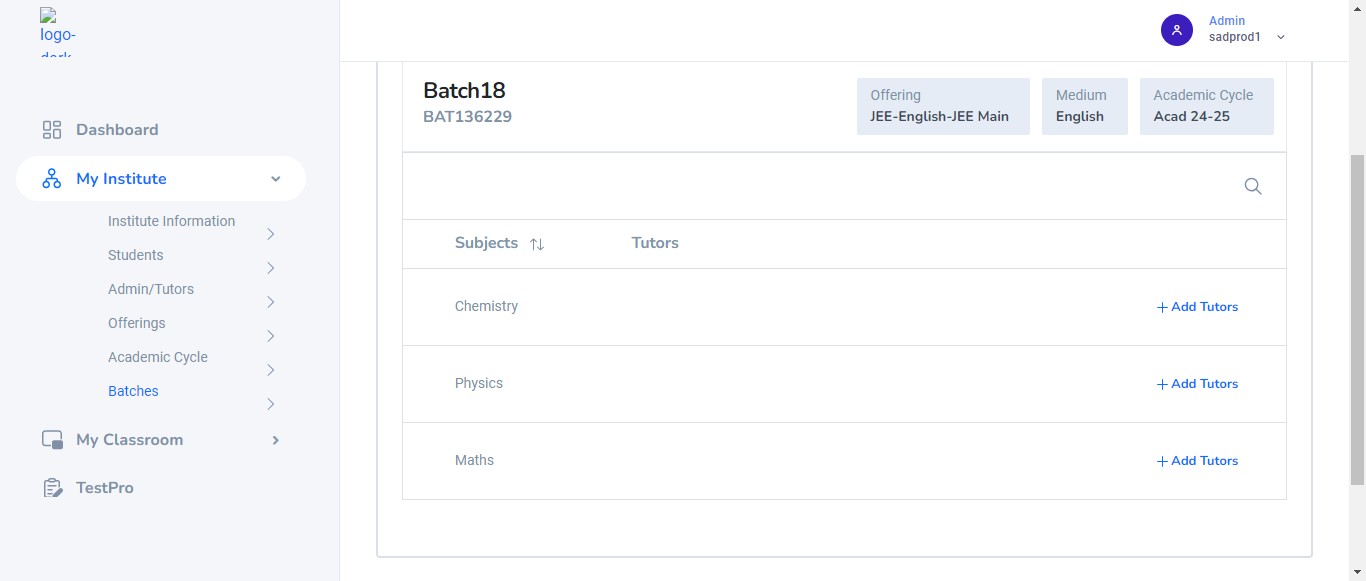 logo-
dark
Admin
sadprod1
Dashboard
My Institute
Institute Information
Students
Admin/Tutors
Offerings
Academic Cycle
Batches
My Classroom
TestPro
Batch18
BAT136229
Offering
JEE-English-JEE Main
Medium
English
Academic Cycle
Acad 24-25
Subjects
Tutors
Chemistry
+ Add Tutors
Physics
+ Add Tutors
Maths
+ Add Tutors